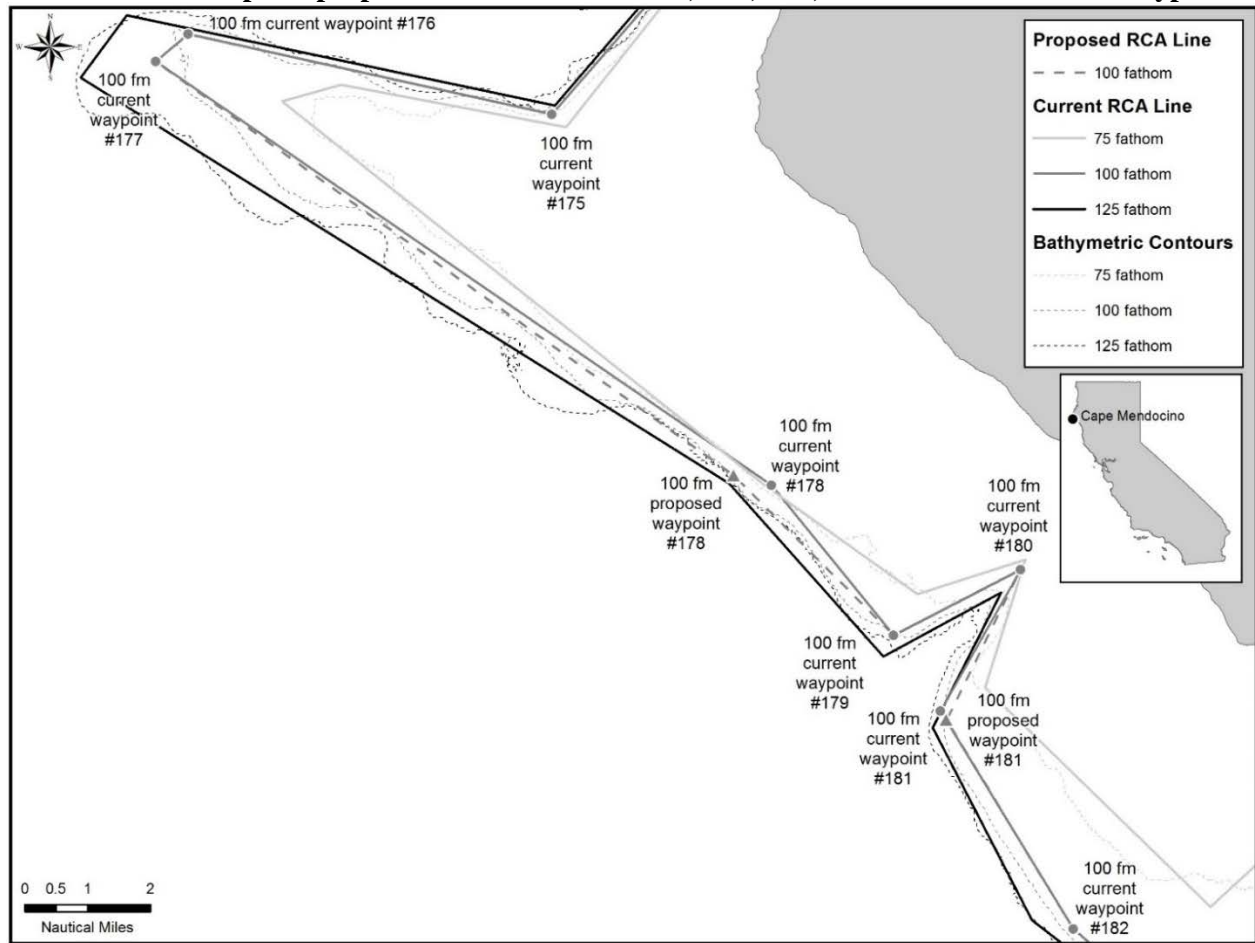 100 fm current waypoint #176
N
W
E
S
100 fm
current
waypoint
#177
100 fm
current
waypoint
#175
Proposed RCA Line
100 fathom
Current RCA Line
75 fathom
100 fathom
125 fathom
Bathymetric Contours
75 fathom
100 fathom
125 fathom
Cape Mendocino
100 fm
current
waypoint
#178
100 fm
proposed
waypoint
#178
100 fm
current
waypoint
#180
100 fm
current
waypoint
#179
100 fm
current
waypoint
#181
100 fm
proposed
waypoint
#181
100 fm
current
waypoint
#182
0 0.5 1 2
Nautical Miles